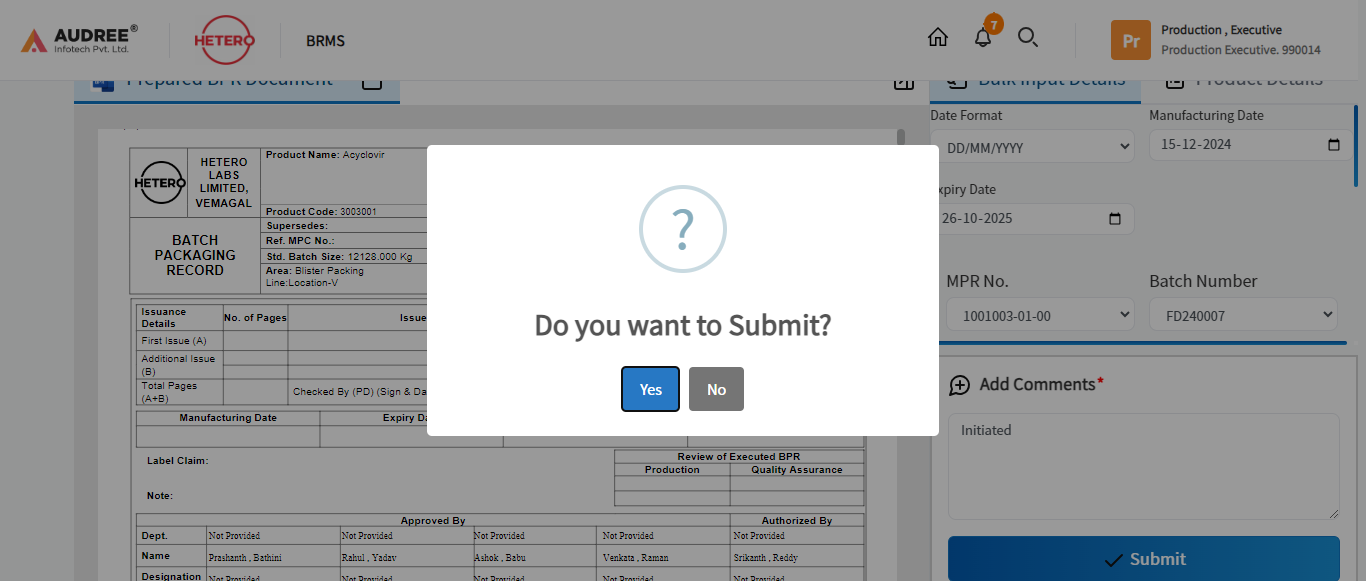 AUDREE®
Infotech Pvt. Ltd.
HETERO
BRMS
7
Pr
Production , Executive
Production Executive. 990014
Prepared BPR Document
Bulk Input Details
Product Details
HETERO
HETERO
LABS
LIMITED,
VEMAGAL
Product Name: Acyclovir
Product Code: 3003001
BATCH
PACKAGING
RECORD
Supersedes:
Ref. MPC No.:
Std. Batch Size: 12128.000 Kg
Area: Blister Packing
Line:Location-V
Issuance
Details
No. of Pages
Issue
First Issue (A)
Additional Issue
(B)
Total Pages
(A+B)
Checked By (PD) (Sign & Da
Manufacturing Date
Expiry Da
Label Claim:
Note:
Review of Executed BPR
Production
Quality Assurance
Approved By
Authorized By
Dept.
Not Provided
Not Provided
Not Provided
Not Provided
Not Provided
Name
Prashanth , Bathini
Rahul , Yadav
Ashok , Babu
Venkata , Raman
Srikanth , Reddy
Designation
Not Provided
Not Provided
Not Provided
Not Provided
Not Provided
?
Do you want to Submit?
Yes
No
Date Format
DD/MM/YYYY
Manufacturing Date
15-12-2024
xpiry Date
26-10-2025
MPR No.
1001003-01-00
Batch Number
FD240007
Add Comments*
Initiated
Submit